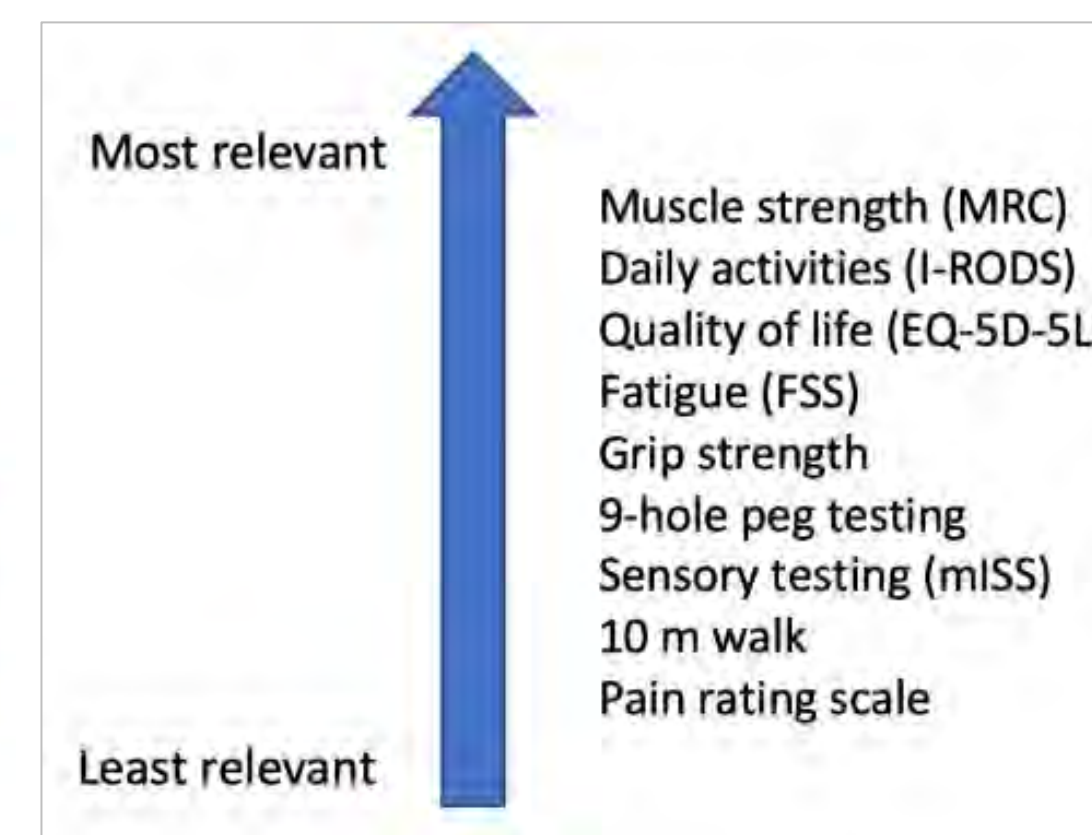 Most relevant
Muscle strength (MRC)
Daily activities (I-RODS)
Quality of life (EQ-5D-5L
Fatigue (FSS)
Grip strength
9-hole peg testing
Sensory testing (mISS)
10 m walk
Pain rating scale
Least relevant